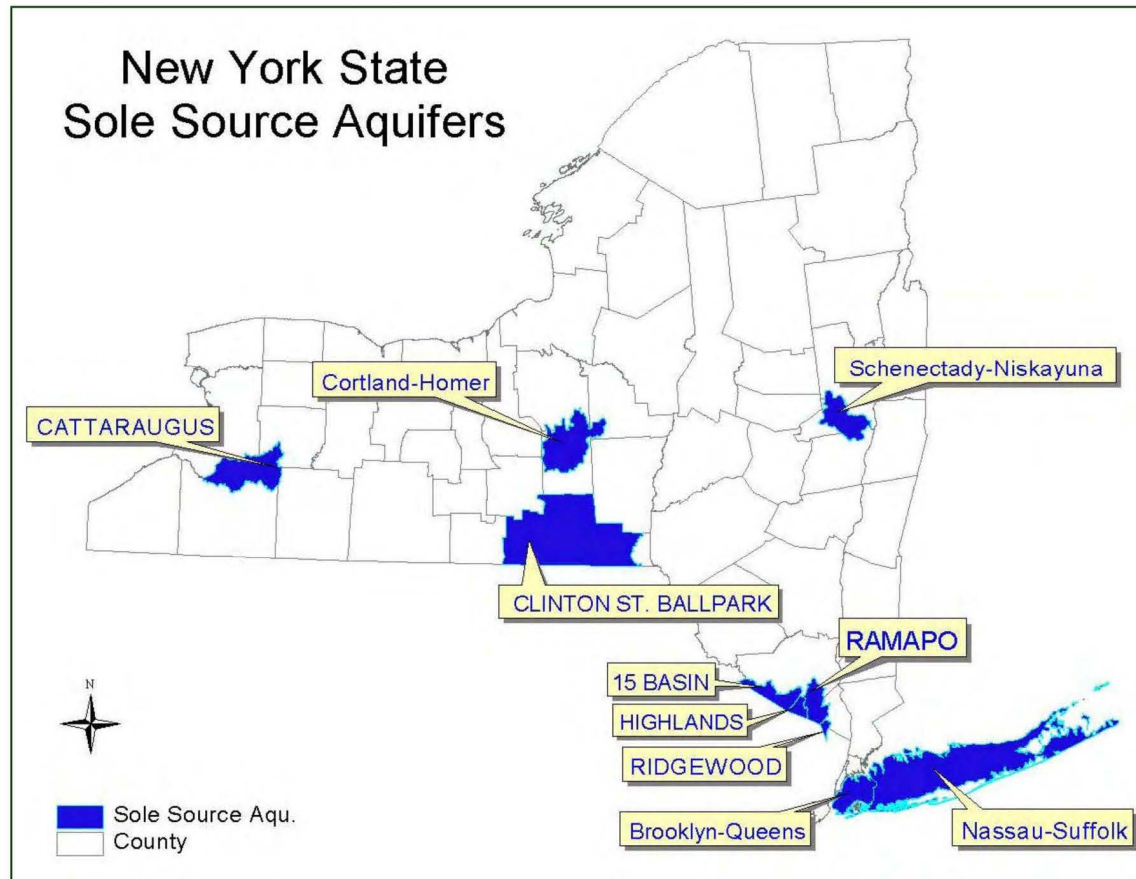 New York State
Sole Source Aquifers
Schenectady-Niskayuna
Cortland-Homer
CATTARAUGUS
CLINTON ST. BALLPARK
RAMAPO
15 BASIN
HIGHLANDS
RIDGEWOOD
Brooklyn-Queens
Nassau-Suffolk
N
Sole Source Aqu.
County